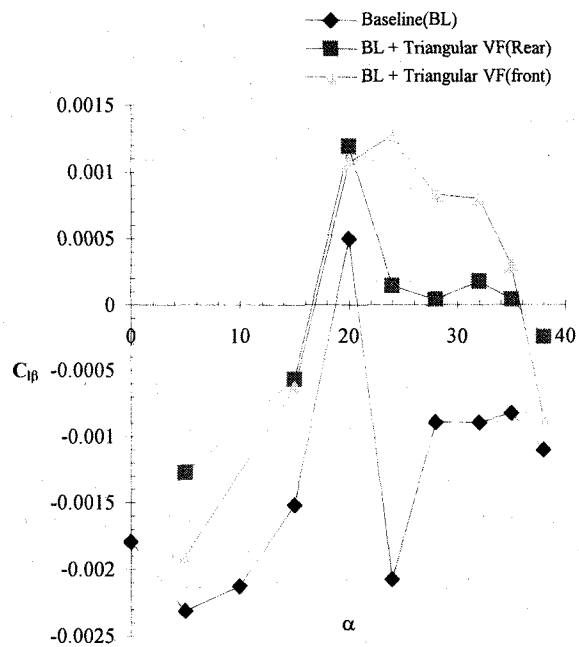 Baseline(BL)
BL + Triangular VF(Rear)
BL + Triangular VF(front)
0.0015
0.001
0.0005
0
0 10 20 30 40
-0.0005
Clβ
-0.001
-0.0015
-0.002
-0.0025
α